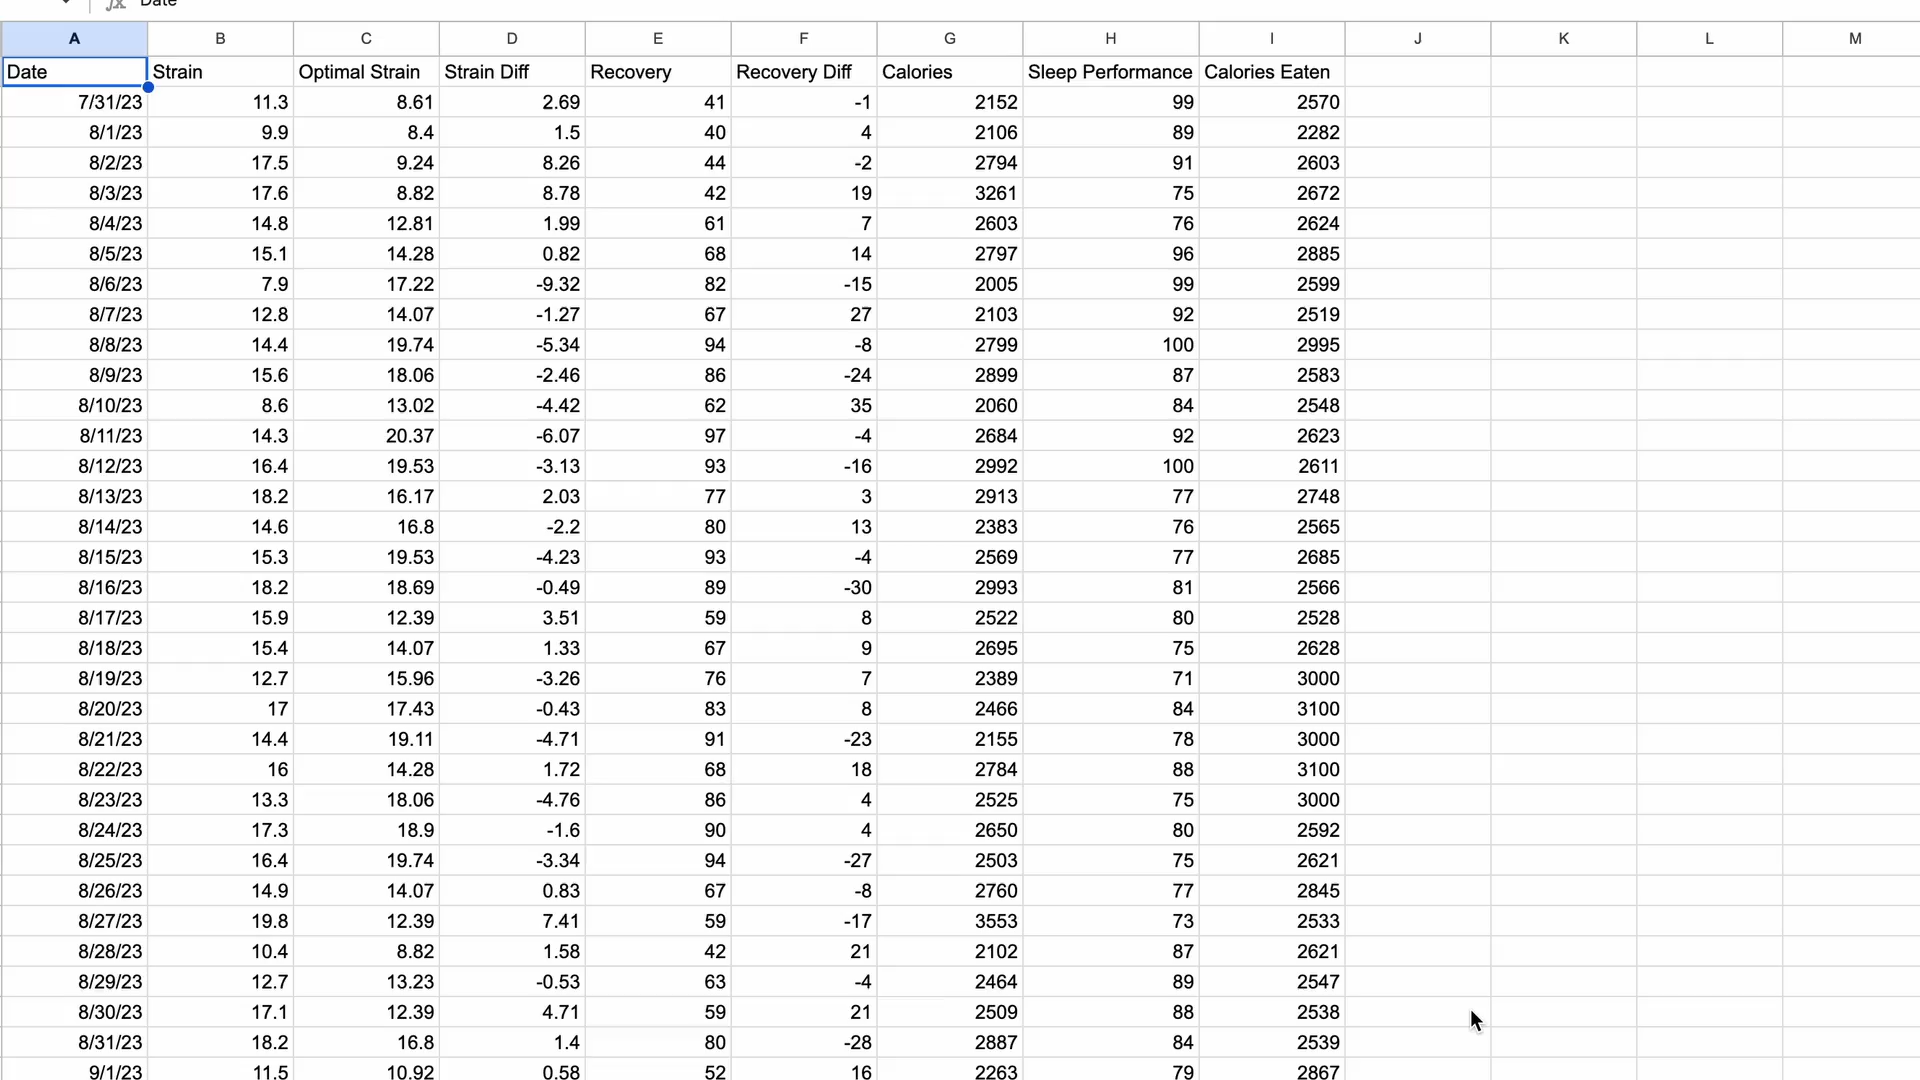 fx Date
A B C D E F G H I J K L M
Date Strain Optimal Strain Strain Diff Recovery Recovery Diff Calories Sleep Performance Calories Eaten
7/31/23 11.3 8.61 2.69 41 -1 2152 99 2570
8/1/23 9.9 8.4 1.5 40 4 2106 89 2282
8/2/23 17.5 9.24 8.26 44 -2 2794 91 2603
8/3/23 17.6 8.82 8.78 42 19 3261 75 2672
8/4/23 14.8 12.81 1.99 61 7 2603 76 2624
8/5/23 15.1 14.28 0.82 68 14 2797 96 2885
8/6/23 7.9 17.22 -9.32 82 -15 2005 99 2599
8/7/23 12.8 14.07 -1.27 67 27 2103 92 2519
8/8/23 14.4 19.74 -5.34 94 -8 2799 100 2995
8/9/23 15.6 18.06 -2.46 86 -24 2899 87 2583
8/10/23 8.6 13.02 -4.42 62 35 2060 84 2548
8/11/23 14.3 20.37 -6.07 97 -4 2684 92 2623
8/12/23 16.4 19.53 -3.13 93 -16 2992 100 2611
8/13/23 18.2 16.17 2.03 77 3 2913 77 2748
8/14/23 14.6 16.8 -2.2 80 13 2383 76 2565
8/15/23 15.3 19.53 -4.23 93 -4 2569 77 2685
8/16/23 18.2 18.69 -0.49 89 -30 2993 81 2566
8/17/23 15.9 12.39 3.51 59 8 2522 80 2528
8/18/23 15.4 14.07 1.33 67 9 2695 75 2628
8/19/23 12.7 15.96 -3.26 76 7 2389 71 3000
8/20/23 17 17.43 -0.43 83 8 2466 84 3100
8/21/23 14.4 19.11 -4.71 91 -23 2155 78 3000
8/22/23 16 14.28 1.72 68 18 2784 88 3100
8/23/23 13.3 18.06 -4.76 86 4 2525 75 3000
8/24/23 17.3 18.9 -1.6 90 4 2650 80 2592
8/25/23 16.4 19.74 -3.34 94 -27 2503 75 2621
8/26/23 14.9 14.07 0.83 67 -8 2760 77 2845
8/27/23 19.8 12.39 7.41 59 -17 3553 73 2533
8/28/23 10.4 8.82 1.58 42 21 2102 87 2621
8/29/23 12.7 13.23 -0.53 63 -4 2464 89 2547
8/30/23 17.1 12.39 4.71 59 21 2509 88 2538
8/31/23 18.2 16.8 1.4 80 -28 2887 84 2539
9/1/23 11.5 10.92 0.58 52 16 2263 79 2867